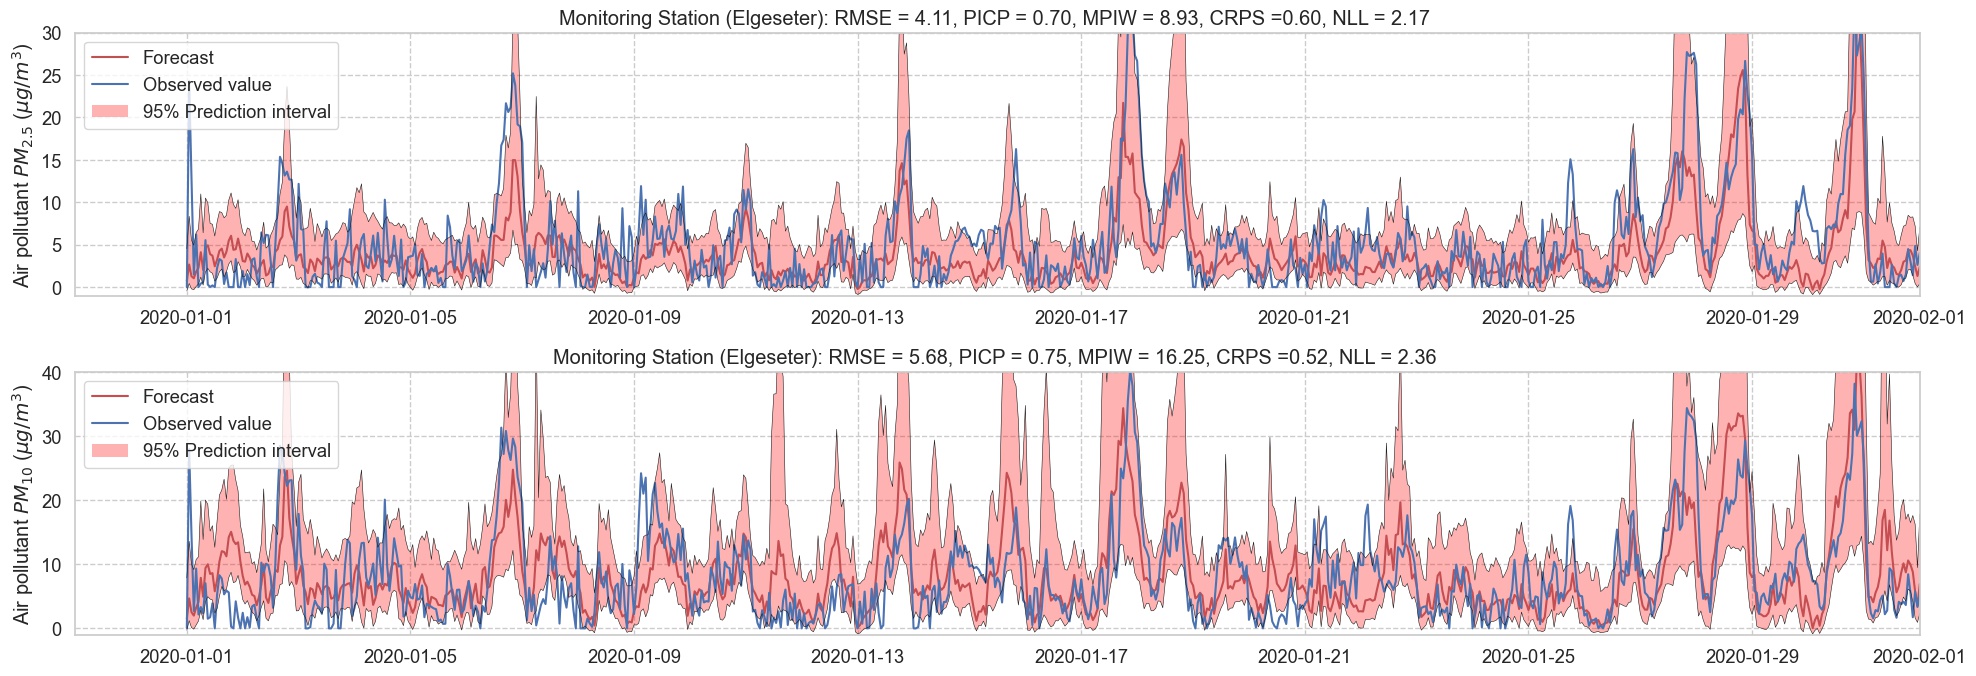 Monitoring Station (Elgeseter): RMSE = 4.11, PICP = 0.70, MPIW = 8.93, CRPS =0.60, NLL = 2.17
Air pollutant PM2.5 (μg/m³)
30
25
20
15
10
5
0
Forecast
Observed value
95% Prediction interval
2020-01-01 2020-01-05 2020-01-09 2020-01-13 2020-01-17 2020-01-21 2020-01-25 2020-01-29 2020-02-01
Monitoring Station (Elgeseter): RMSE = 5.68, PICP = 0.75, MPIW = 16.25, CRPS =0.52, NLL = 2.36
Air pollutant PM10 (μg/m³)
40
30
20
10
0
Forecast
Observed value
95% Prediction interval
2020-01-01 2020-01-05 2020-01-09 2020-01-13 2020-01-17 2020-01-21 2020-01-25 2020-01-29 2020-02-01